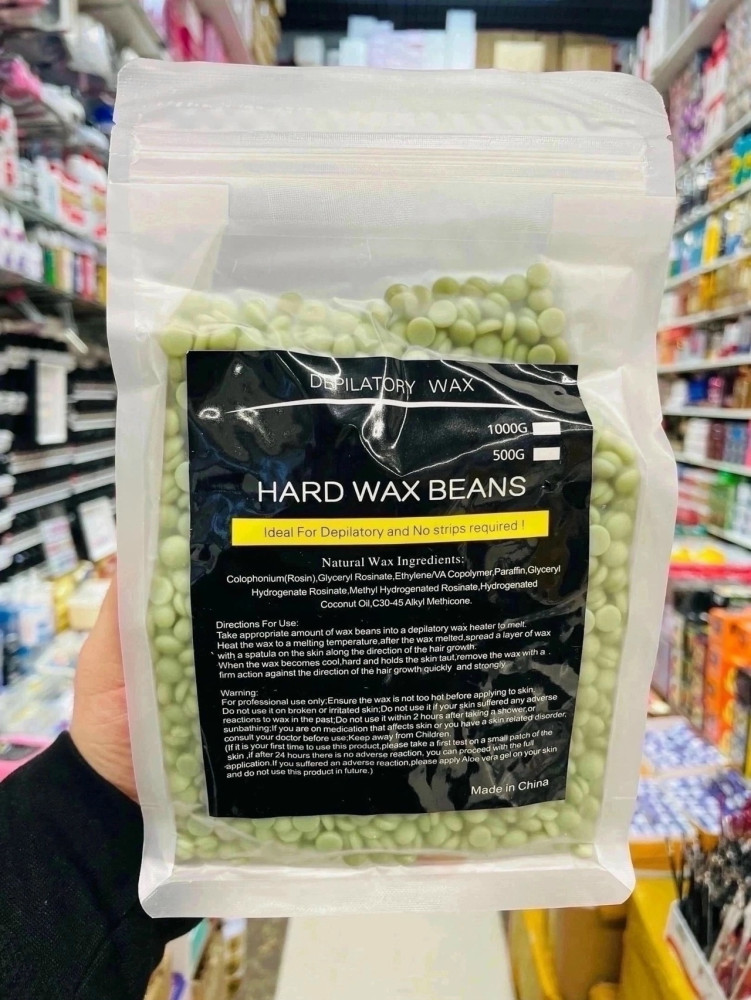 DEPILATORY WAX
1000G
500G
HARD WAX BEANS
Ideal For Depilatory and No strips required !
Natural Wax Ingredients:
Colophonium(Rosin),Glyceryl Rosinate,Ethylene/VA Copolymer,Paraffin,Glyceryl
Hydrogenate Rosinate,Methyl Hydrogenated Rosinate,Hydrogenated
Coconut Oil,C30-45 Alkyl Methicone.
Directions For Use:
Take appropriate amount of wax beans into a depilatory wax heater to melt.
Heat the wax to a melting temperature,after the wax melted,spread a layer of wax
with a spatula on the skin along the direction of the hair growth.
When the wax becomes cool,hard and holds the skin taut,remove the wax with a
firm action against the direction of the hair growth quickly and strongly
Warning:
For professional use only;Ensure the wax is not too hot before applying to skin.
Do not use it on broken or irritated skin;Do not use it if your skin suffered any adverse
reactions to wax in the past;Do not use it within 2 hours after taking a shower,or
sunbathing;If you are on medication that affects skin or you have a skin related disorder,
consult your doctor before use;Keep away from Children.
(If it is your first time to use this product,please take a first test on a small patch of the
skin ,if after 24 hours there is no adverse reaction, you can proceed with the full
application.If you suffered an adverse reaction,please apply Aloe vera gel on your skin
and do not use this product in future.)
Made in China